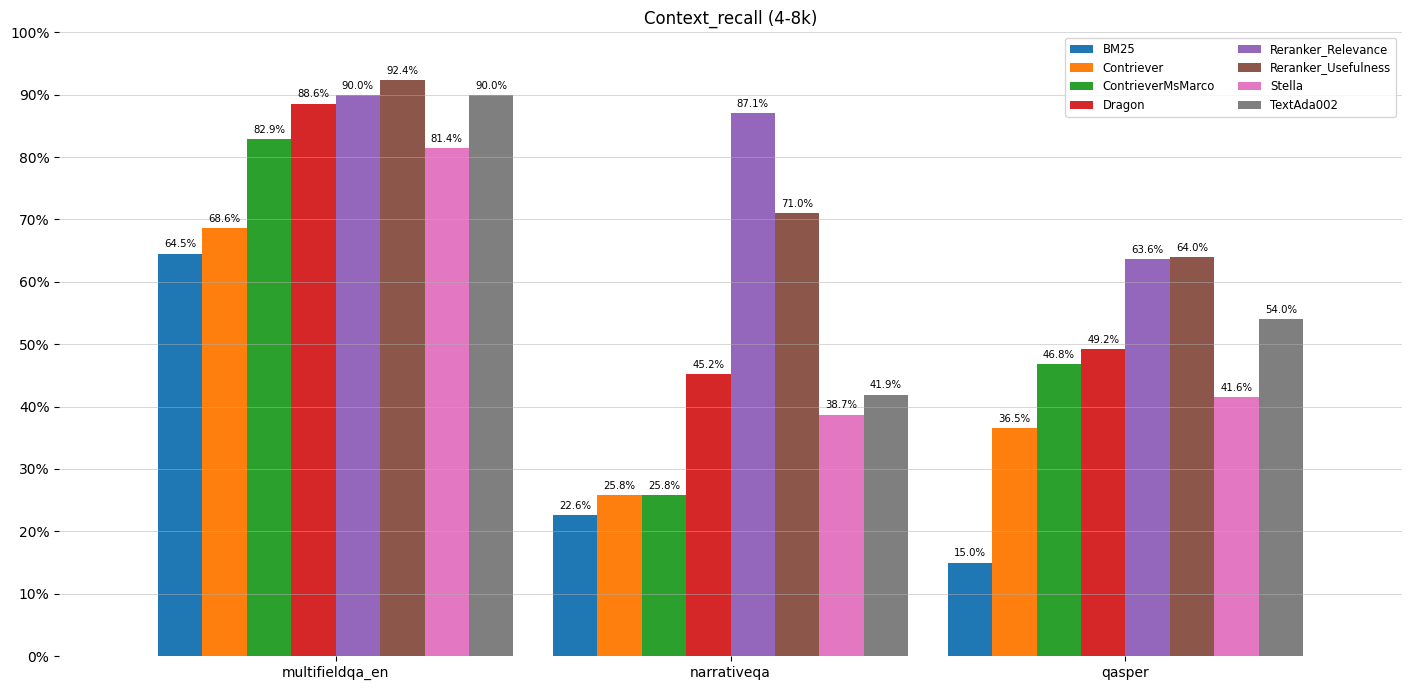 Context_recall (4-8k)
100%
90%
80%
70%
60%
50%
40%
30%
20%
10%
0%
BM25
Contriever
ContrieverMsMarco
Dragon
Reranker_Relevance
Reranker_Usefulness
Stella
TextAda002
64.5%
68.6%
82.9%
88.6%
90.0%
92.4%
81.4%
90.0%
22.6%
25.8%
25.8%
45.2%
87.1%
71.0%
38.7%
41.9%
15.0%
36.5%
46.8%
49.2%
63.6%
64.0%
41.6%
54.0%
multifieldqa_en
narrativeqa
qasper